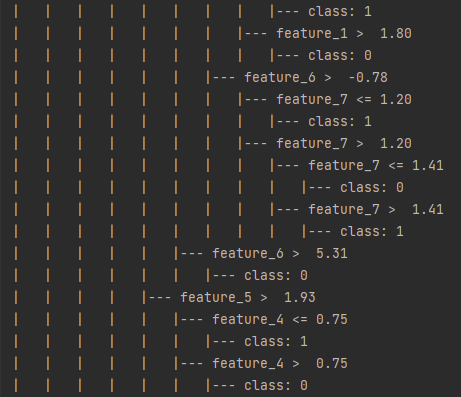 |   |   |   |   |   |   |   |   |--- class: 1
|   |   |   |   |   |   |   |--- feature_1 >  1.80
|   |   |   |   |   |   |   |   |--- class: 0
|   |   |   |   |   |   |--- feature_6 >  -0.78
|   |   |   |   |   |   |   |--- feature_7 <= 1.20
|   |   |   |   |   |   |   |   |--- class: 1
|   |   |   |   |   |   |   |--- feature_7 >  1.20
|   |   |   |   |   |   |   |   |--- feature_7 <= 1.41
|   |   |   |   |   |   |   |   |   |--- class: 0
|   |   |   |   |   |   |   |   |--- feature_7 >  1.41
|   |   |   |   |   |   |   |   |   |--- class: 1
|   |   |   |   |   |--- feature_6 >  5.31
|   |   |   |   |   |   |--- class: 0
|   |   |   |   |--- feature_5 >  1.93
|   |   |   |   |   |--- feature_4 <= 0.75
|   |   |   |   |   |   |--- class: 1
|   |   |   |   |   |--- feature_4 >  0.75
|   |   |   |   |   |   |--- class: 0